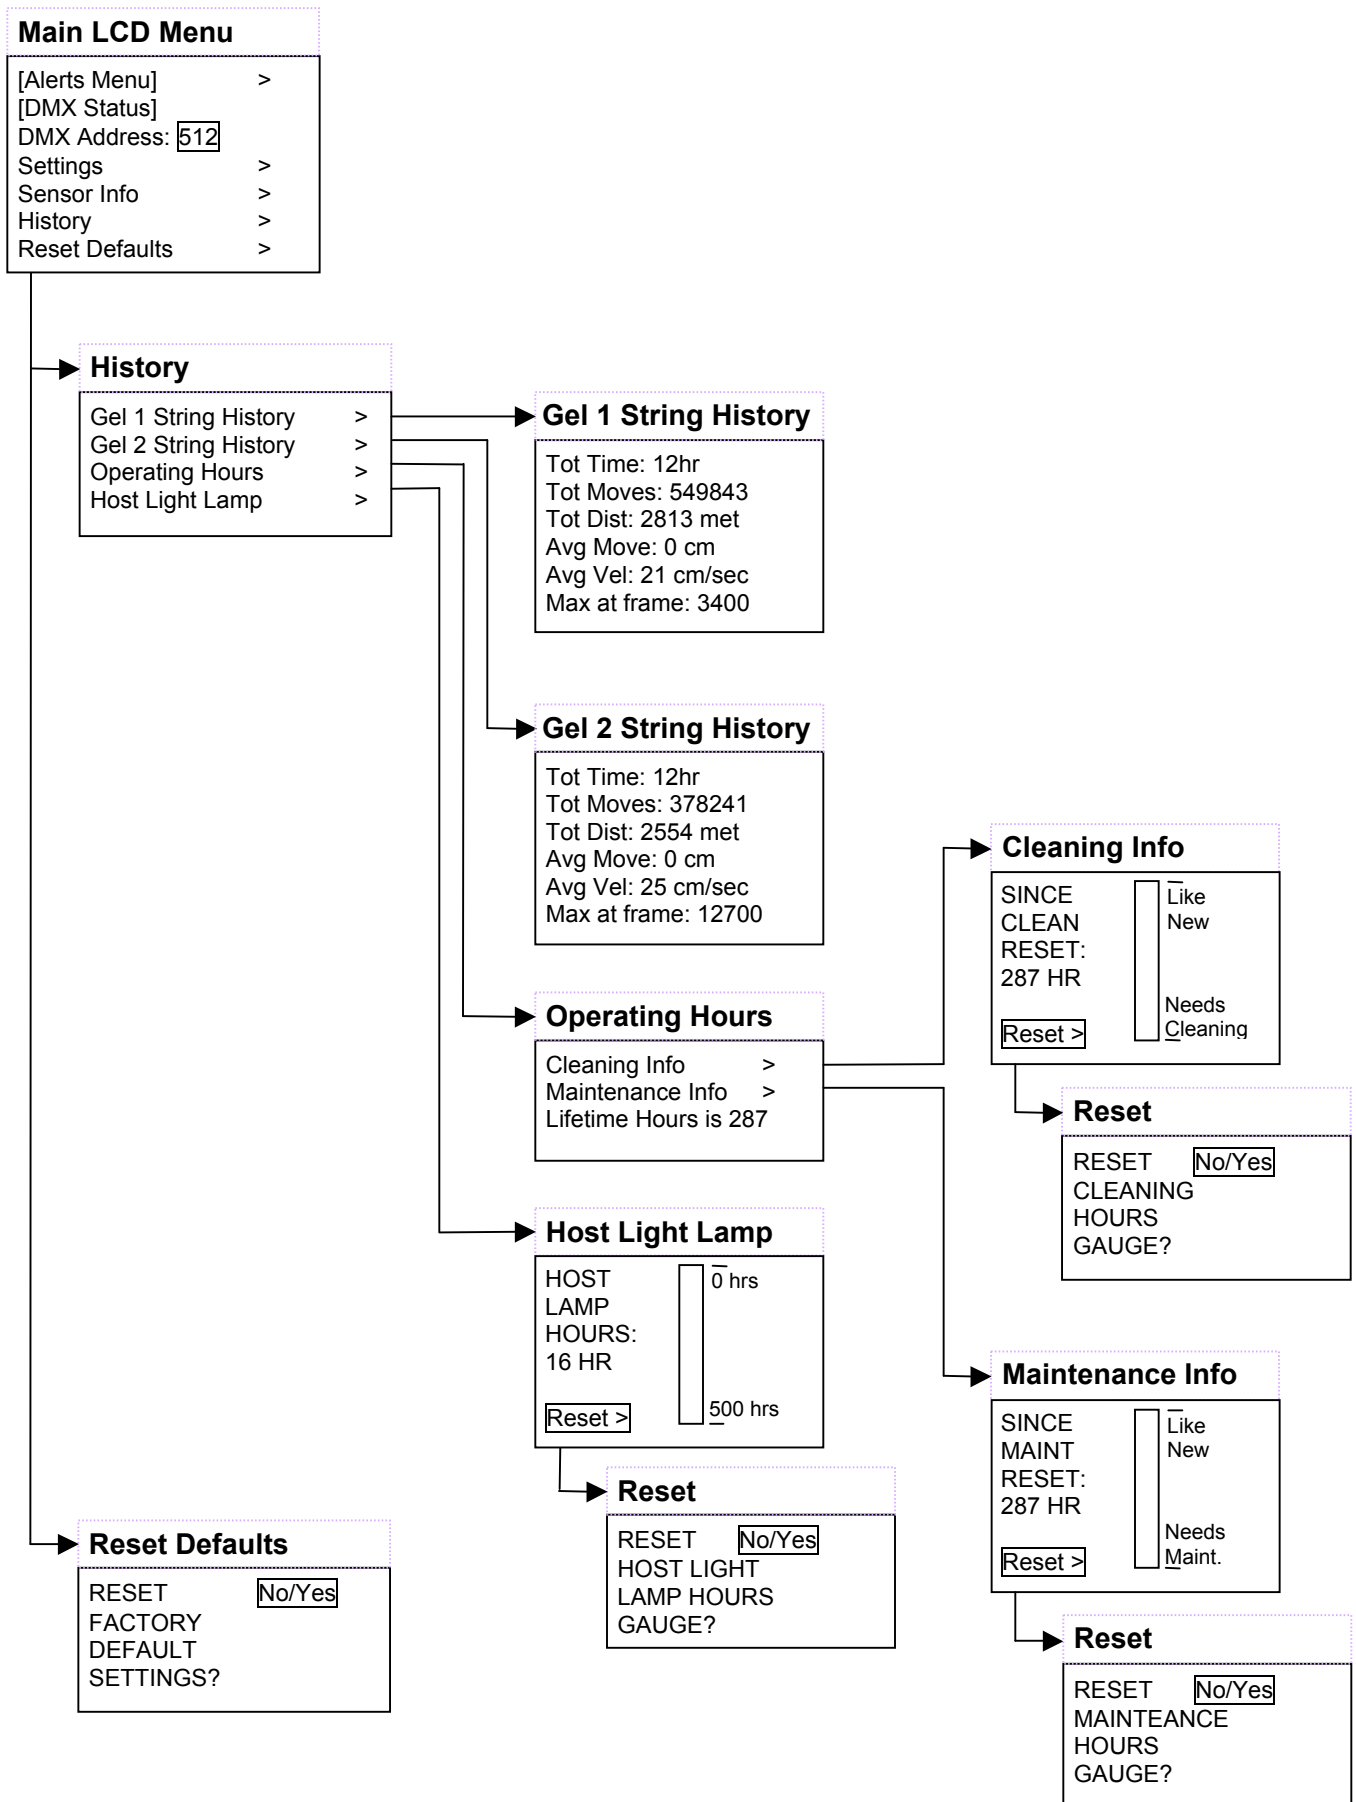 Main LCD Menu
[Alerts Menu] >
[DMX Status]
DMX Address: 512
Settings >
Sensor Info >
History >
Reset Defaults >
History
Gel 1 String History >
Gel 2 String History >
Operating Hours >
Host Light Lamp >
Gel 1 String History
Tot Time: 12hr
Tot Moves: 549843
Tot Dist: 2813 met
Avg Move: 0 cm
Avg Vel: 21 cm/sec
Max at frame: 3400
Gel 2 String History
Tot Time: 12hr
Tot Moves: 378241
Tot Dist: 2554 met
Avg Move: 0 cm
Avg Vel: 25 cm/sec
Max at frame: 12700
Operating Hours
Cleaning Info >
Maintenance Info >
Lifetime Hours is 287
Cleaning Info
SINCE
CLEAN
RESET:
287 HR
Reset >
Like
New
Needs
Cleaning
Reset
RESET No/Yes
CLEANING
HOURS
GAUGE?
Host Light Lamp
HOST
LAMP
HOURS:
16 HR
Reset >
0 hrs
500 hrs
Reset
RESET No/Yes
HOST LIGHT
LAMP HOURS
GAUGE?
Maintenance Info
SINCE
MAINT
RESET:
287 HR
Reset >
Like
New
Needs
Maint.
Reset
RESET No/Yes
MAINTEANCE
HOURS
GAUGE?
Reset Defaults
RESET No/Yes
FACTORY
DEFAULT
SETTINGS?